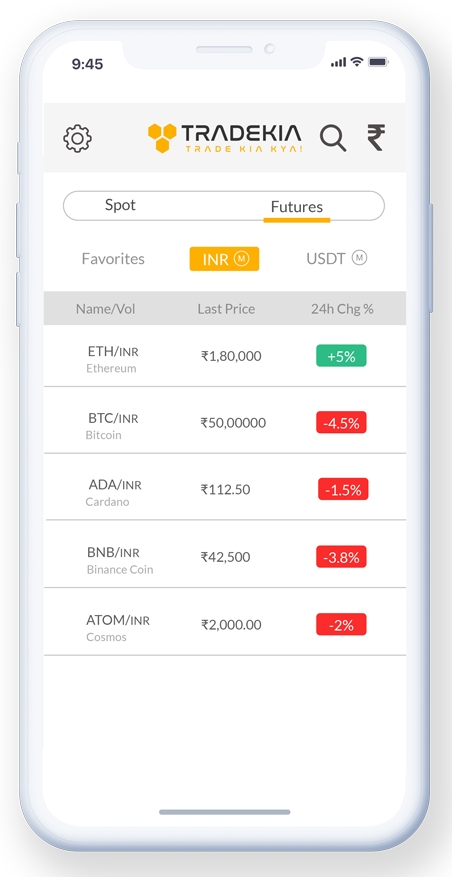 9:45
TRADEKIA
TRADE KIA KYA!
₹
Spot Futures
Favorites INR M USDT M
Name/Vol Last Price 24h Chg %
ETH/INR ₹1,80,000 +5%
Ethereum
BTC/INR ₹50,00000 -4.5%
Bitcoin
ADA/INR ₹112.50 -1.5%
Cardano
BNB/INR ₹42,500 -3.8%
Binance Coin
ATOM/INR ₹2,000.00 -2%
Cosmos